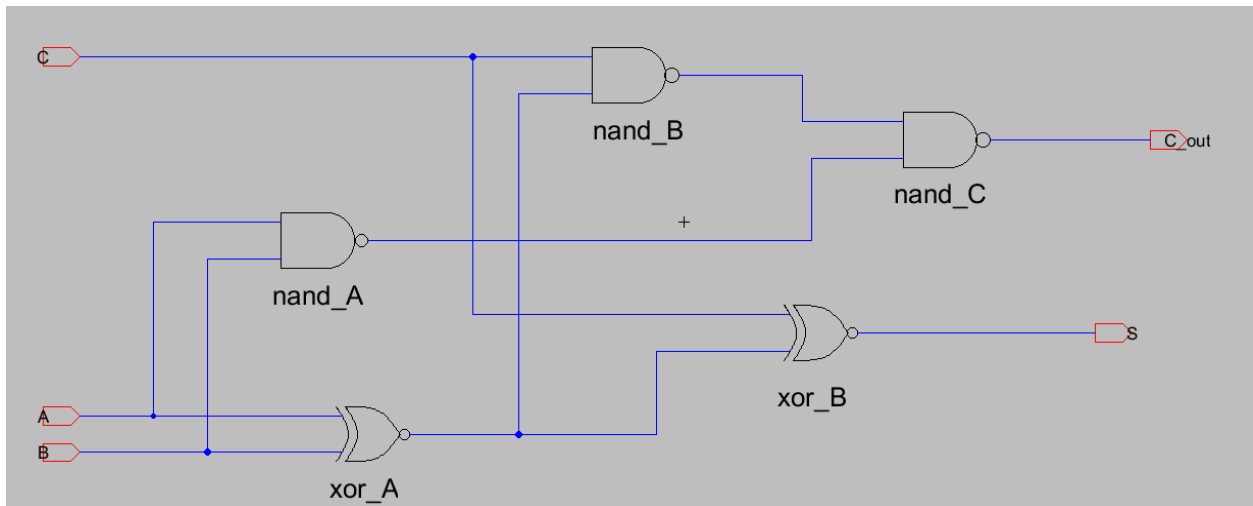 C
nand_B
C_out
nand_C
nand_A
S
xor_B
A
B
xor_A